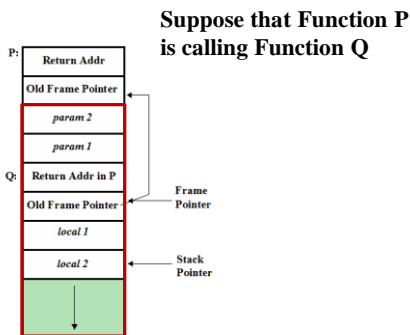 Suppose that Function P
is calling Function Q
P:
Return Addr
Old Frame Pointer
param 2
param 1
Q:
Return Addr in P
Old Frame Pointer
Frame
Pointer
local 1
local 2
Stack
Pointer